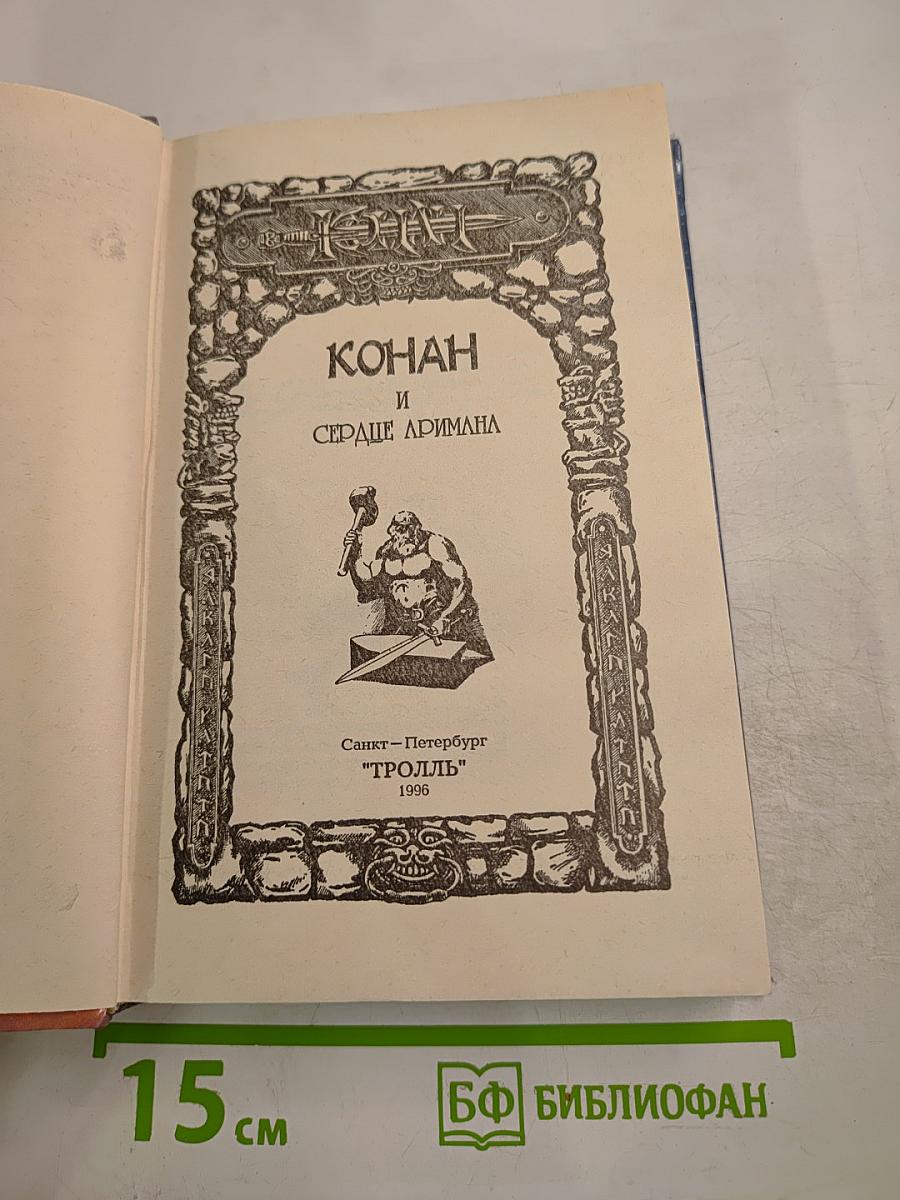 КОНАН
И
СЕРДЦЕ АРИМАНА
Санкт-Петербург
"ТРОЛЛЬ"
1996
15 см
БФ БИБЛИОФАН